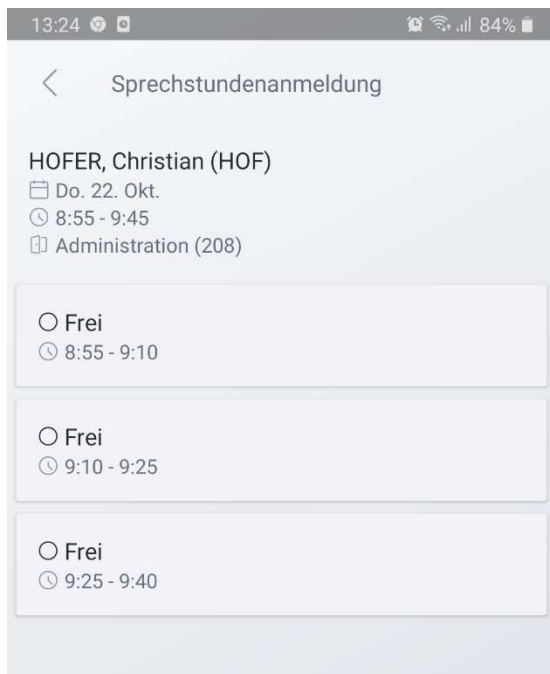 13:24 84%
Sprechstundenanmeldung
HOFER, Christian (HOF)
Do. 22. Okt.
8:55 - 9:45
Administration (208)
Frei
8:55 - 9:10
Frei
9:10 - 9:25
Frei
9:25 - 9:40